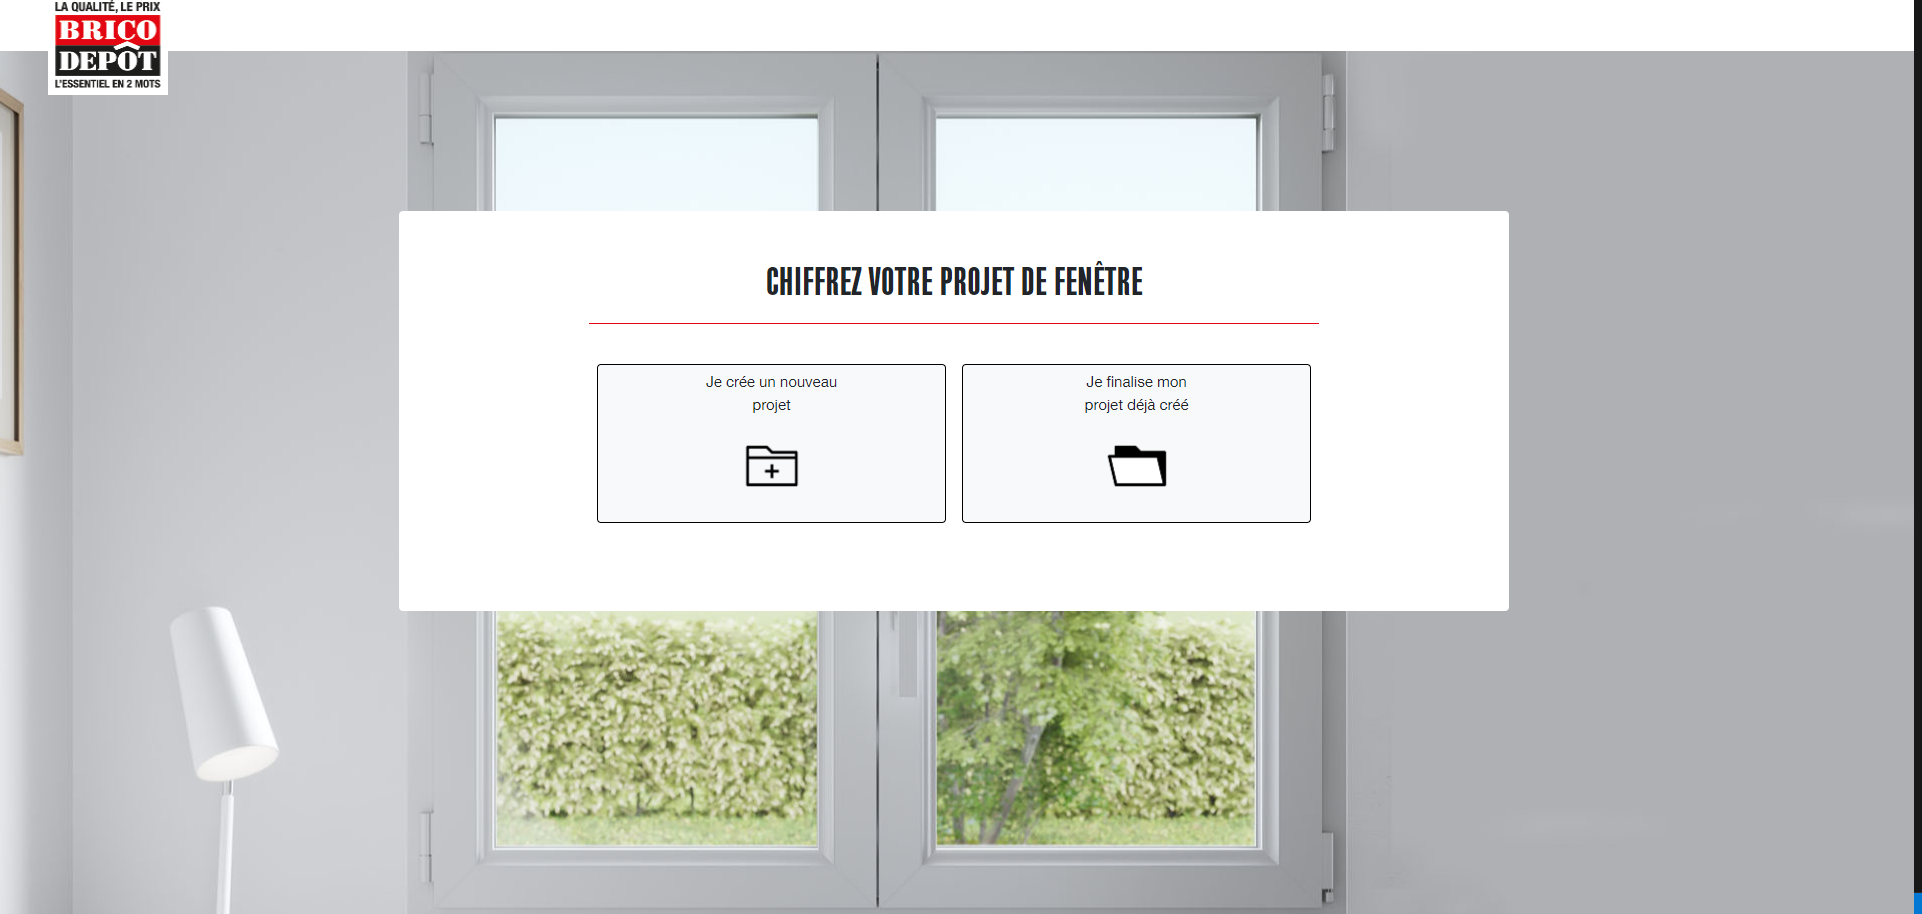 LA QUALITÉ, LE PRIX
BRICO
DEPÔT
L'ESSENTIEL EN 2 MOTS
CHIFFREZ VOTRE PROJET DE FENÊTRE
Je crée un nouveau
projet
Je finalise mon
projet déjà créé